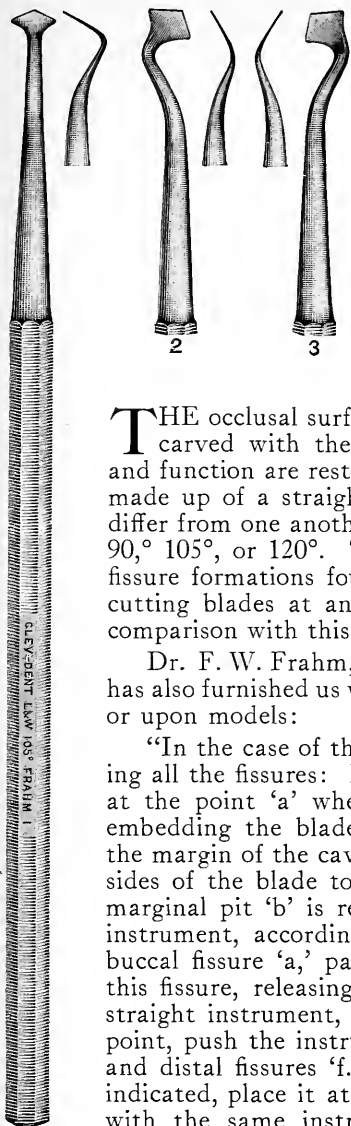 2 3
THE occlusal surf
carved with the
and function are rest
made up of a straigh
differ from one anoth
90,° 105°, or 120°.
fissure formations fou
cutting blades at an
comparison with this
Dr. F. W. Frahm,
has also furnished us v
or upon models:
“In the case of th
ing all the fissures:
at the point ‘a’ whe
embedding the blade
the margin of the cav
sides of the blade to
marginal pit ‘b’ is re
instrument, accordin
buccal fissure ‘a,’ pa
this fissure, releasing
straight instrument,
point, push the instr
and distal fissures ‘f.
indicated, place it at
with the same instr
CLEV-DENT L&W 105° FRAHM 1